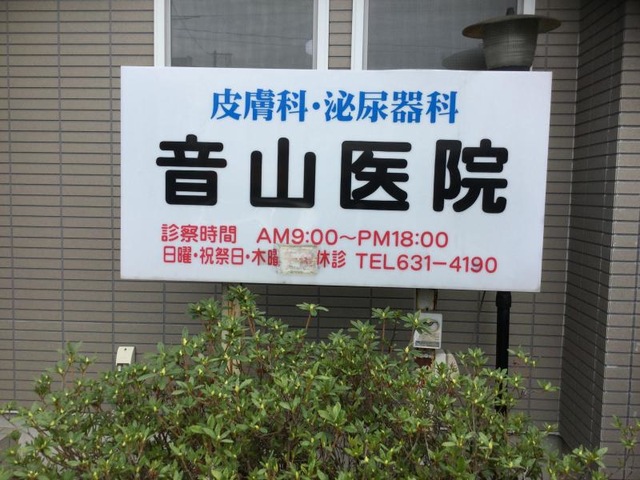 皮膚科・泌尿器科
音山医院
診察時間 AM9:00～PM18:00
日曜・祝祭日・木曜 休診 TEL631-4190